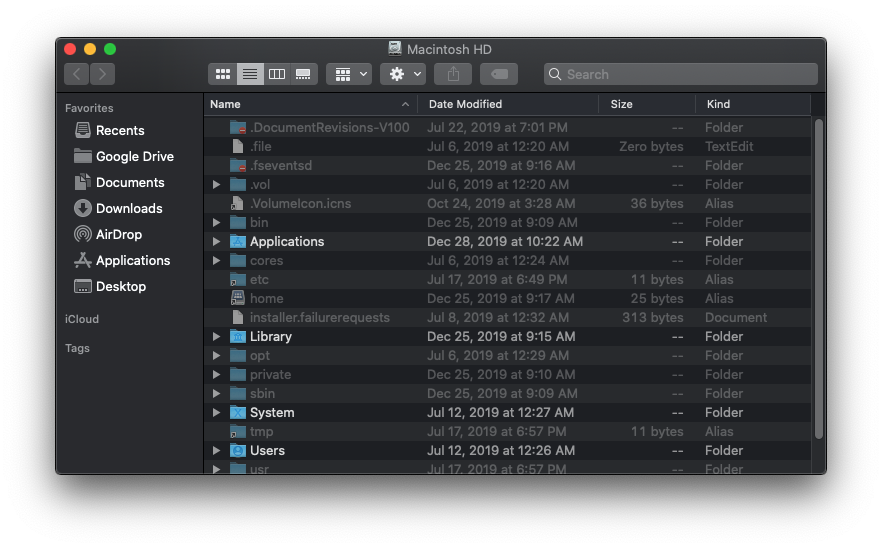 Macintosh HD
Search
Favorites
Recents
Google Drive
Documents
Downloads
AirDrop
Applications
Desktop
iCloud
Tags
Name Date Modified Size Kind
.DocumentRevisions-V100 Jul 22, 2019 at 7:01 PM -- Folder
.file Jul 6, 2019 at 12:20 AM Zero bytes TextEdit
.fseventsd Dec 25, 2019 at 9:16 AM -- Folder
.vol Jul 6, 2019 at 12:20 AM -- Folder
.VolumeIcon.icns Oct 24, 2019 at 3:28 AM 36 bytes Alias
bin Dec 25, 2019 at 9:09 AM -- Folder
Applications Dec 28, 2019 at 10:22 AM -- Folder
cores Jul 6, 2019 at 12:24 AM -- Folder
etc Jul 17, 2019 at 6:49 PM 11 bytes Alias
home Dec 25, 2019 at 9:17 AM 25 bytes Alias
installer.failurerequests Jul 8, 2019 at 12:32 AM 313 bytes Document
Library Dec 25, 2019 at 9:15 AM -- Folder
opt Jul 6, 2019 at 12:29 AM -- Folder
private Dec 25, 2019 at 9:10 AM -- Folder
sbin Dec 25, 2019 at 9:09 AM -- Folder
System Jul 12, 2019 at 12:27 AM -- Folder
tmp Jul 17, 2019 at 6:57 PM 11 bytes Alias
Users Jul 12, 2019 at 12:26 AM -- Folder
usr Jul 17, 2019 at 6:57 PM -- Folder